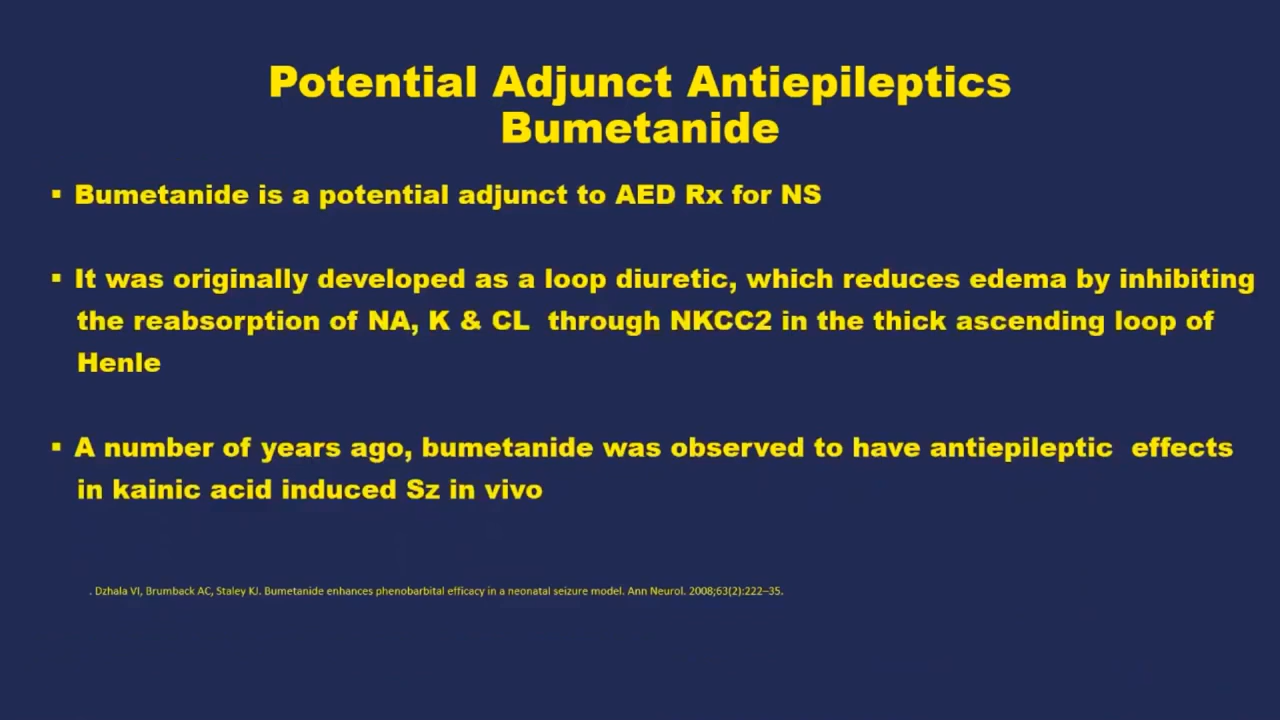 Potential Adjunct Antiepileptics
Bumetanide
▪ Bumetanide is a potential adjunct to AED Rx for NS
▪ It was originally developed as a loop diuretic, which reduces edema by inhibiting
the reabsorption of NA, K & CL through NKCC2 in the thick ascending loop of
Henle
▪ A number of years ago, bumetanide was observed to have antiepileptic effects
in kainic acid induced Sz in vivo
. Dzhala VI, Brumback AC, Staley KJ. Bumetanide enhances phenobarbital efficacy in a neonatal seizure model. Ann Neurol. 2008;63(2):222–35.